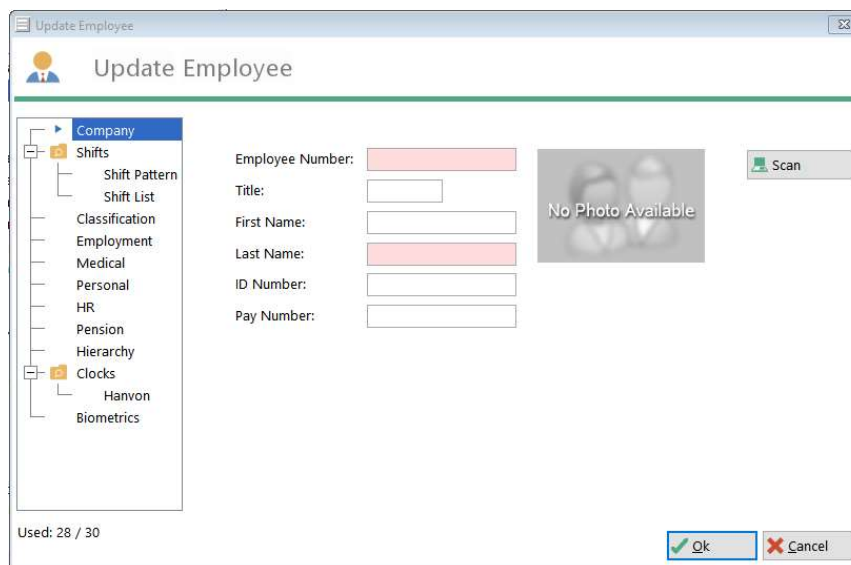 Update Employee
Update Employee
Company
Shifts
Shift Pattern
Shift List
Classification
Employment
Medical
Personal
HR
Pension
Hierarchy
Clocks
Hanvon
Biometrics
Employee Number:
Title:
First Name:
Last Name:
ID Number:
Pay Number:
No Photo Available
Scan
Used: 28 / 30
Ok
Cancel